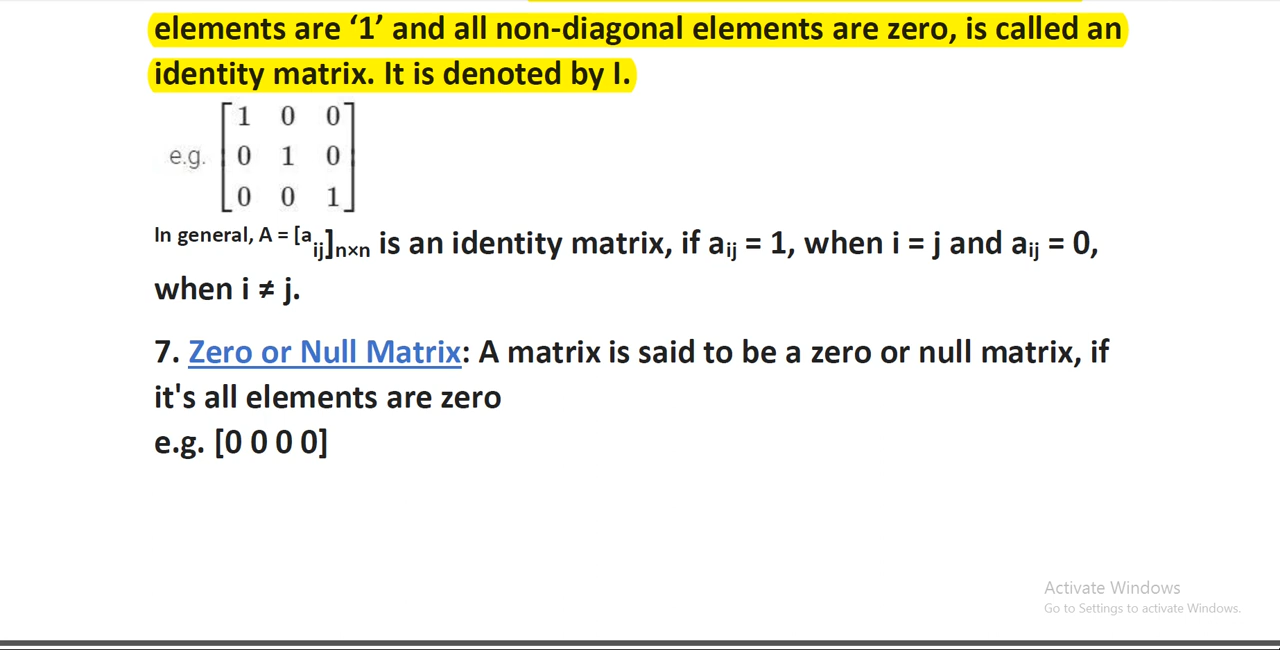 elements are ‘1’ and all non-diagonal elements are zero, is called an
identity matrix. It is denoted by I.
e.g. [1 0 0
0 1 0
0 0 1]
In general, A = [aij]n×n is an identity matrix, if aij = 1, when i = j and aij = 0,
when i ≠ j.
7. Zero or Null Matrix: A matrix is said to be a zero or null matrix, if
it's all elements are zero
e.g. [0 0 0 0]
Activate Windows
Go to Settings to activate Windows.